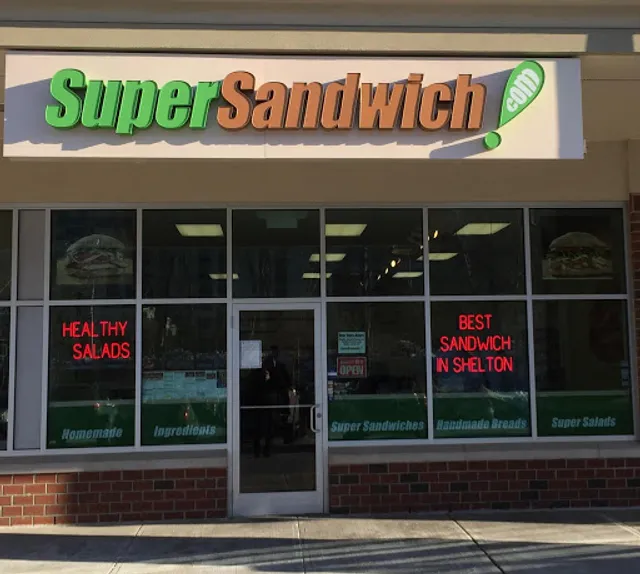 SuperSandwich!com
HEALTHY
SALADS
BEST
SANDWICH
IN SHELTON
OPEN
Homemade
Ingredients
Super Sandwiches
Handmade Breads
Super Salads